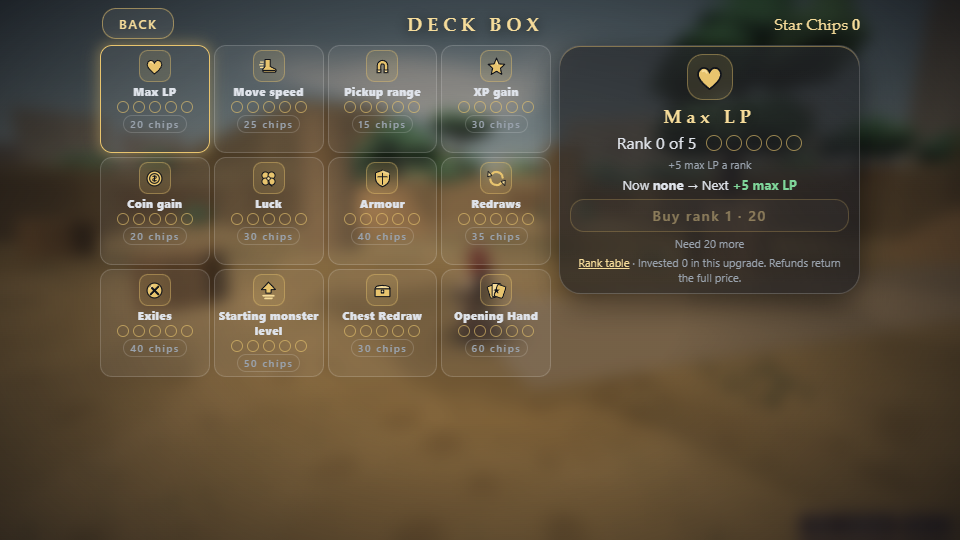 BACK
DECK BOX
Star Chips 0
Max LP
20 chips
Move speed
25 chips
Pickup range
15 chips
XP gain
30 chips
Coin gain
20 chips
Luck
30 chips
Armour
40 chips
Redraws
35 chips
Exiles
40 chips
Starting monster
level
50 chips
Chest Redraw
30 chips
Opening Hand
60 chips
Max LP
Rank 0 of 5
+5 max LP a rank
Now none → Next +5 max LP
Buy rank 1 · 20
Need 20 more
Rank table · Invested 0 in this upgrade. Refunds return
the full price.